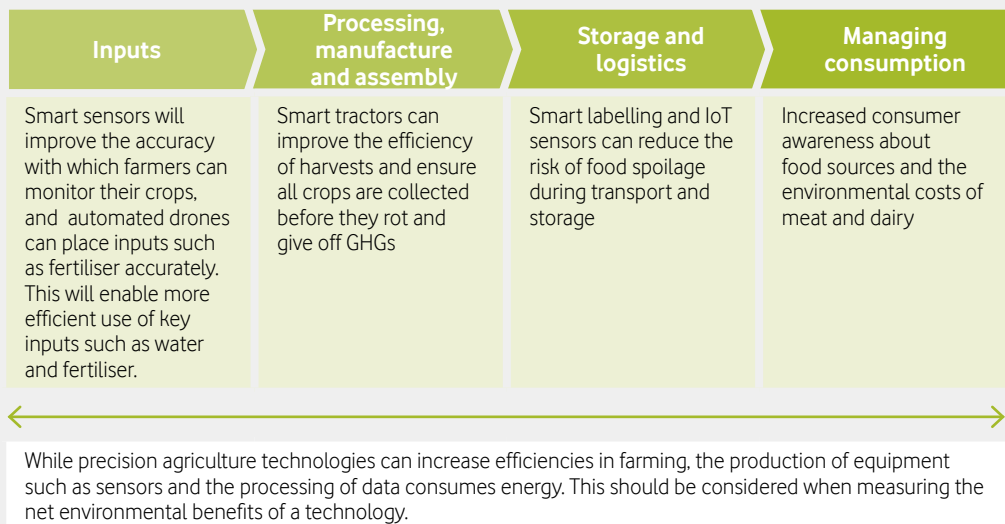 Inputs
Processing,
manufacture
and assembly
Storage and
logistics
Managing
consumption
Smart sensors will
improve the accuracy
with which farmers can
monitor their crops,
and  automated drones
can place inputs such
as fertiliser accurately.
This will enable more
efficient use of key
inputs such as water
and fertiliser.
Smart tractors can
improve the efficiency
of harvests and ensure
all crops are collected
before they rot and
give off GHGs
Smart labelling and IoT
sensors can reduce the
risk of food spoilage
during transport and
storage
Increased consumer
awareness about
food sources and the
environmental costs of
meat and dairy
While precision agriculture technologies can increase efficiencies in farming, the production of equipment
such as sensors and the processing of data consumes energy. This should be considered when measuring the
net environmental benefits of a technology.